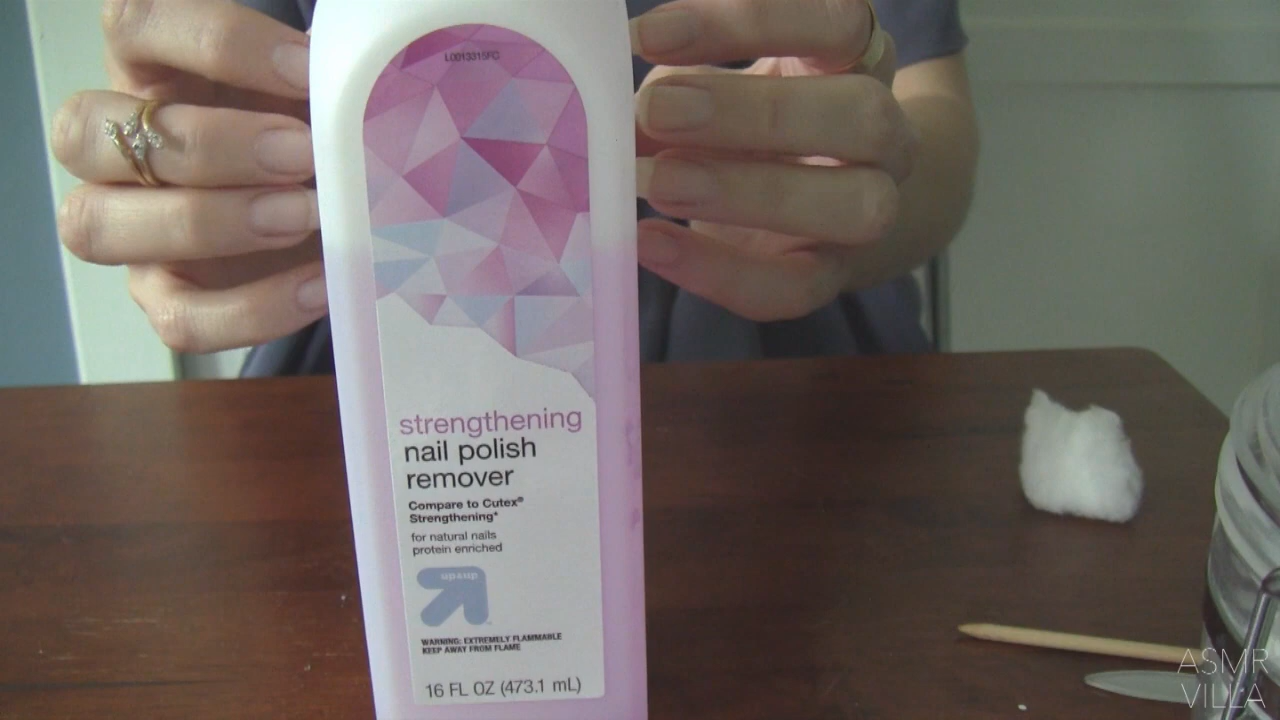 L0013315FC
strengthening
nail polish
remover
Compare to Cutex®
Strengthening*
for natural nails
protein enriched
up&up
WARNING: EXTREMELY FLAMMABLE
KEEP AWAY FROM FLAME
16 FL OZ (473.1 mL)
ASMR
VILLA